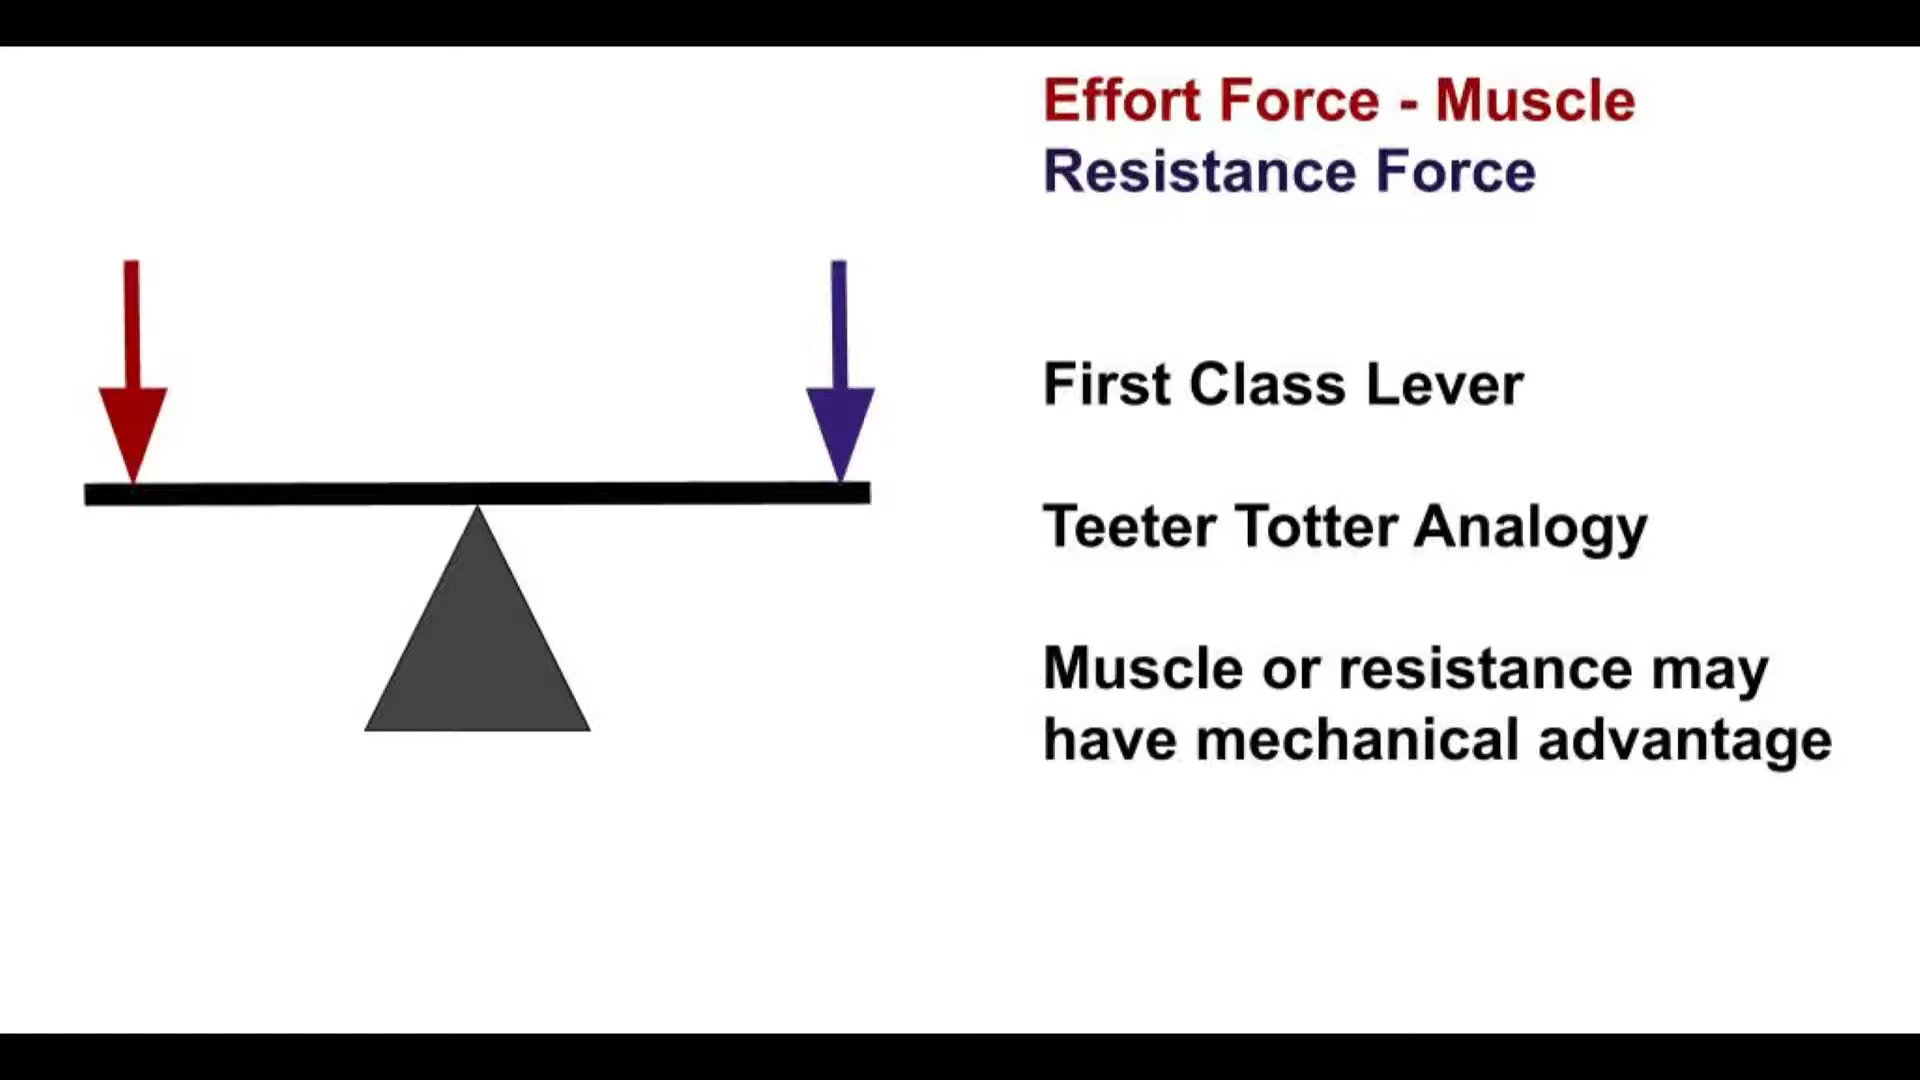 Effort Force - Muscle
Resistance Force
First Class Lever
Teeter Totter Analogy
Muscle or resistance may
have mechanical advantage